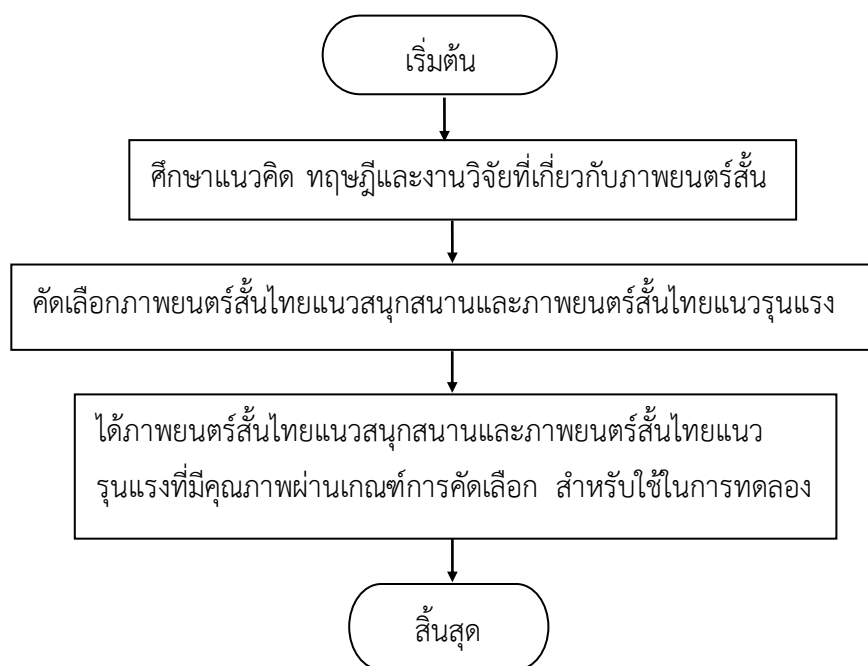 เริ่มต้น
ศึกษาแนวคิด ทฤษฎีและงานวิจัยที่เกี่ยวกับภาพยนตร์สั้น
คัดเลือกภาพยนตร์สั้นไทยแนวสนุกสนานและภาพยนตร์สั้นไทยแนวรุนแรง
ได้ภาพยนตร์สั้นไทยแนวสนุกสนานและภาพยนตร์สั้นไทยแนว
รุนแรงที่มีคุณภาพผ่านเกณฑ์การคัดเลือก สำหรับใช้ในการทดลอง
สิ้นสุด